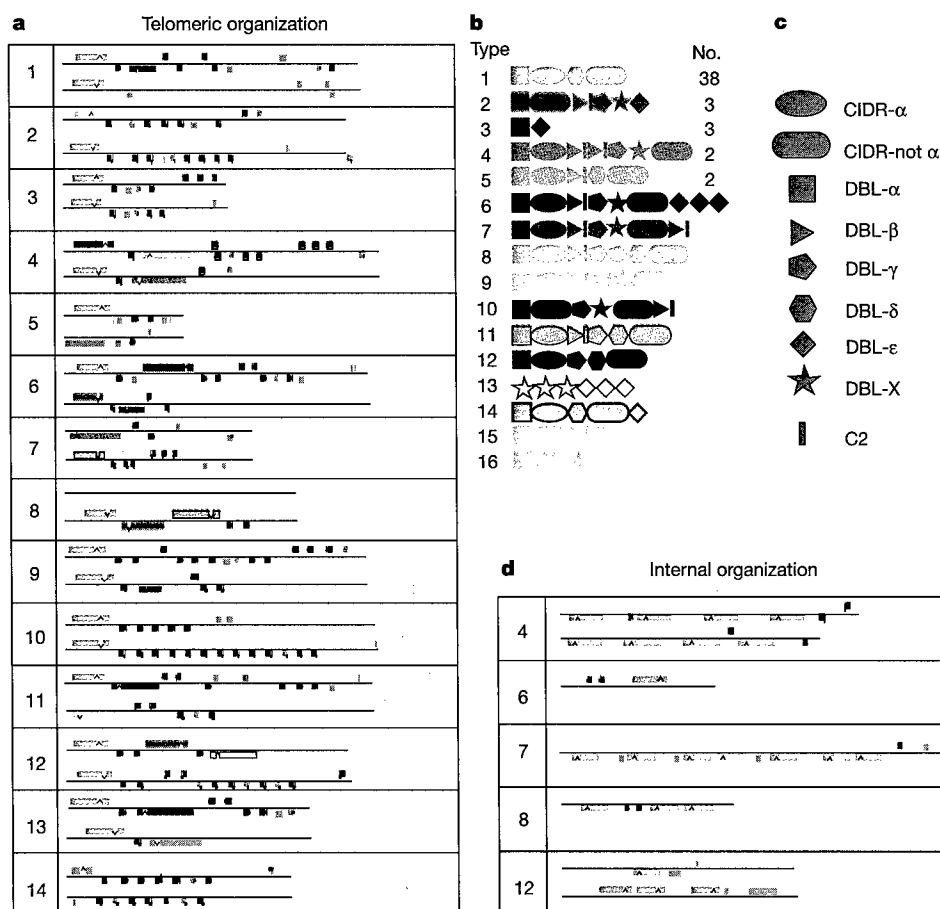 a
Telomeric organization
1
2
3
4
5
6
7
8
9
10
11
12
13
14
b
Type No.
1 38
2 3
3 3
4 2
5 2
6
7
8
9
10
11
12
13
14
15
16
c
CIDR-α
CIDR-not α
DBL-α
DBL-β
DBL-γ
DBL-δ
DBL-ε
DBL-X
C2
d
Internal organization
4
6
7
8
12